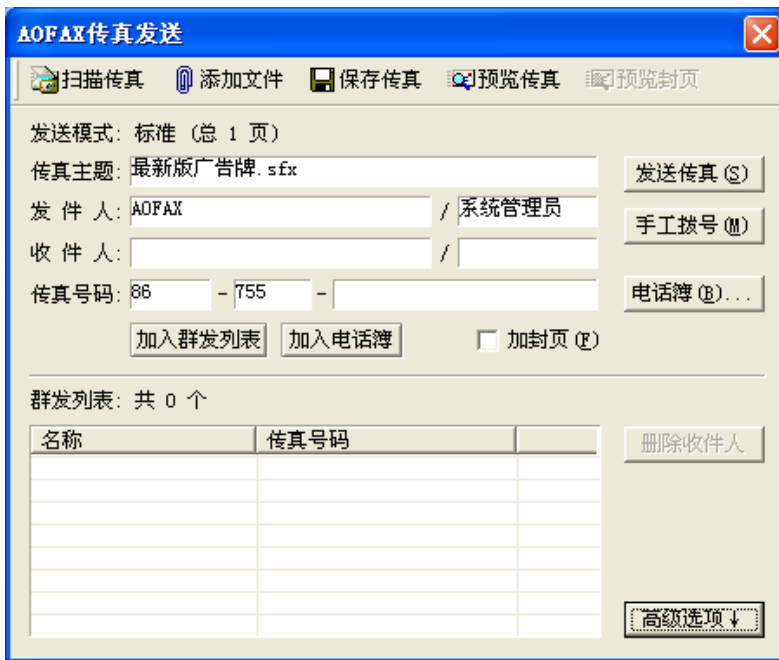 AOFAX传真发送
扫描传真 添加文件 保存传真 预览传真 预览封页
发送模式: 标准 (总 1 页)
传真主题: 最新版广告牌.sfx 发送传真(S)
发 件 人: AOFAX / 系统管理员 手工拨号(M)
收 件 人: /
传真号码: 86 - 755 - 电话簿(B)...
加入群发列表 加入电话簿 加封页(F)
群发列表: 共 0 个
名称 传真号码 删除收件人
高级选项↓